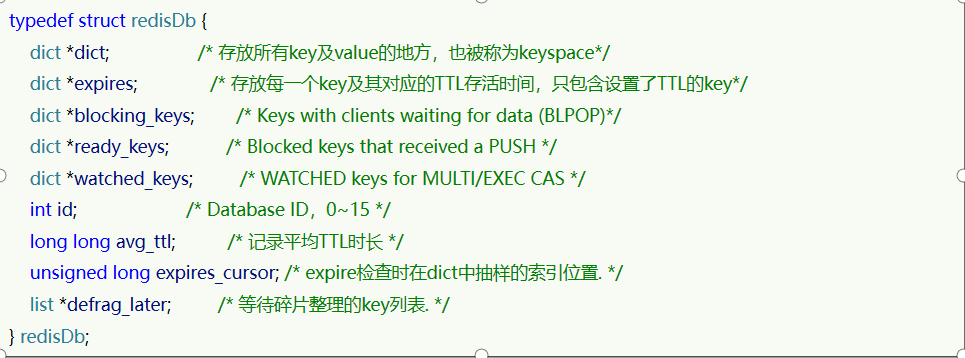 typedef struct redisDb {
dict *dict; /* 存放所有key及value的地方，也被称为keyspace*/
dict *expires; /* 存放每一个key及其对应的TTL存活时间，只包含设置了TTL的key*/
dict *blocking_keys; /* Keys with clients waiting for data (BLPOP)*/
dict *ready_keys; /* Blocked keys that received a PUSH */
dict *watched_keys; /* WATCHED keys for MULTI/EXEC CAS */
int id; /* Database ID，0~15 */
long long avg_ttl; /* 记录平均TTL时长 */
unsigned long expires_cursor; /* expire检查时在dict中抽样的索引位置. */
list *defrag_later; /* 等待碎片整理的key列表. */
} redisDb;